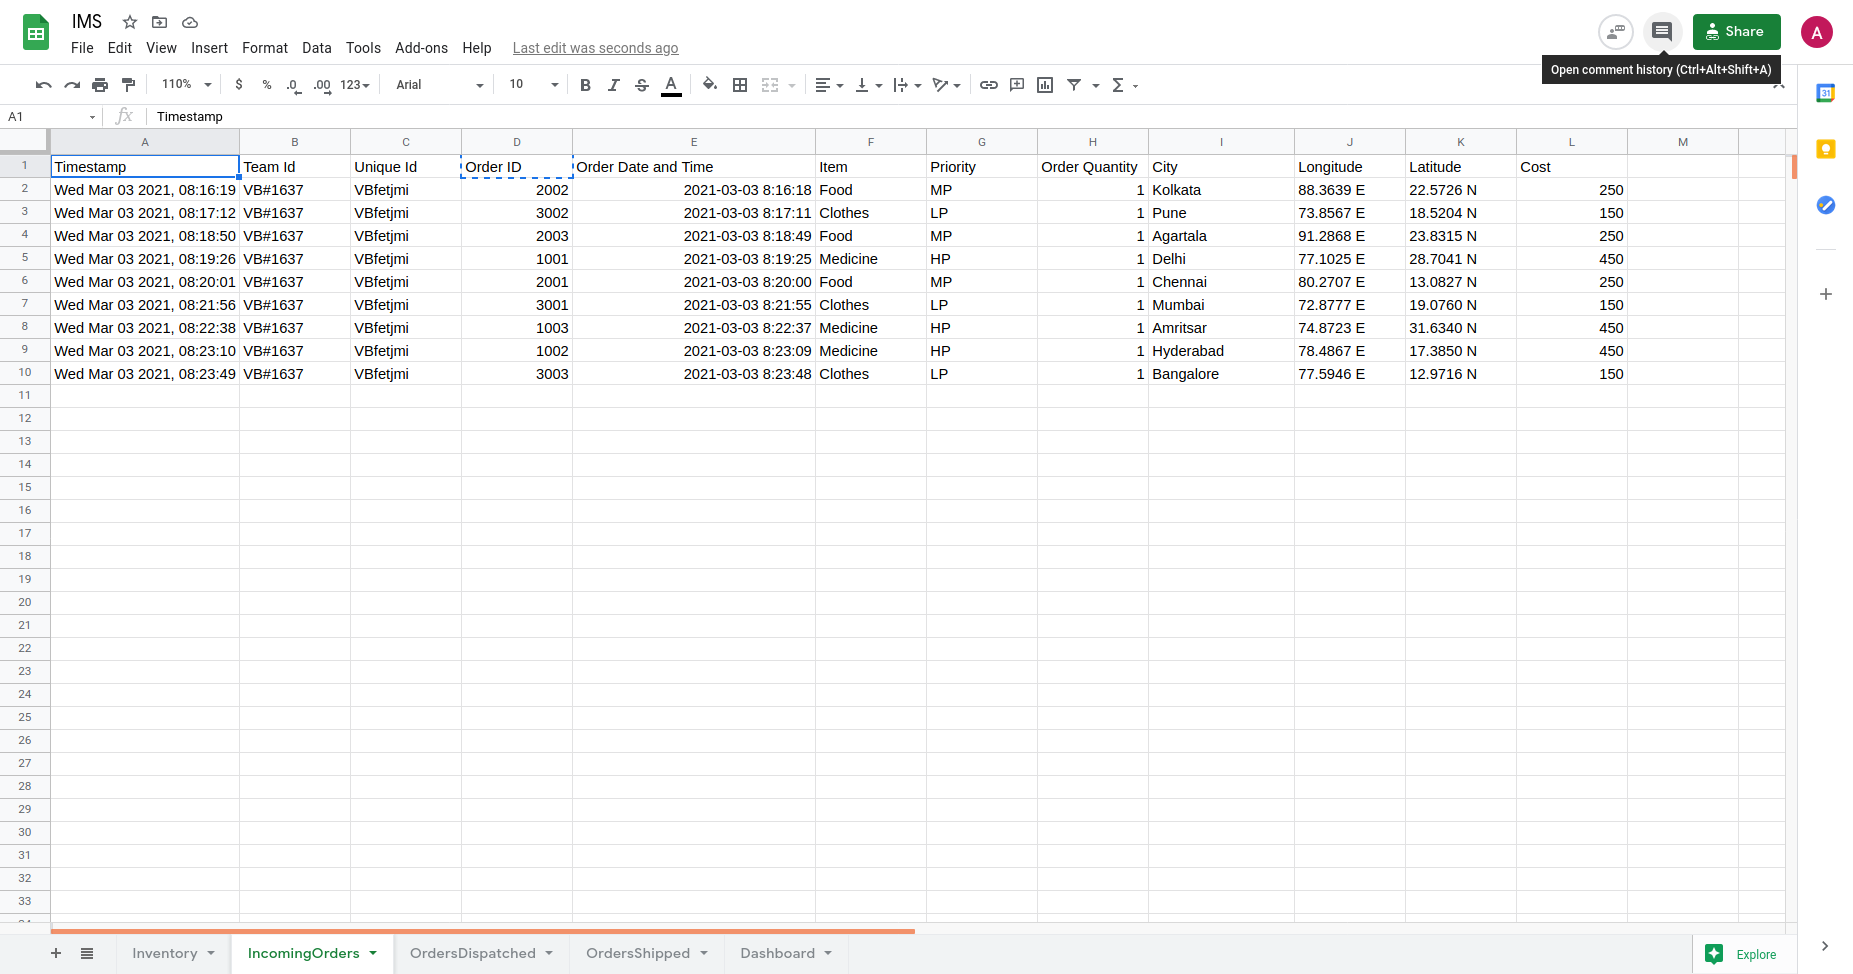 IMS
File Edit View Insert Format Data Tools Add-ons Help Last edit was seconds ago
Share
A
Open comment history (Ctrl+Alt+Shift+A)
110% $ % .0 .00 123 Arial 10 B I S A Σ
31
A1 fx Timestamp
A B C D E F G H I J K L M
1 Timestamp Team Id Unique Id Order ID Order Date and Time Item Priority Order Quantity City Longitude Latitude Cost
2 Wed Mar 03 2021, 08:16:19 VB#1637 VBfetjmi 2002 2021-03-03 8:16:18 Food MP 1 Kolkata 88.3639 E 22.5726 N 250
3 Wed Mar 03 2021, 08:17:12 VB#1637 VBfetjmi 3002 2021-03-03 8:17:11 Clothes LP 1 Pune 73.8567 E 18.5204 N 150
4 Wed Mar 03 2021, 08:18:50 VB#1637 VBfetjmi 2003 2021-03-03 8:18:49 Food MP 1 Agartala 91.2868 E 23.8315 N 250
5 Wed Mar 03 2021, 08:19:26 VB#1637 VBfetjmi 1001 2021-03-03 8:19:25 Medicine HP 1 Delhi 77.1025 E 28.7041 N 450
6 Wed Mar 03 2021, 08:20:01 VB#1637 VBfetjmi 2001 2021-03-03 8:20:00 Food MP 1 Chennai 80.2707 E 13.0827 N 250
7 Wed Mar 03 2021, 08:21:56 VB#1637 VBfetjmi 3001 2021-03-03 8:21:55 Clothes LP 1 Mumbai 72.8777 E 19.0760 N 150
8 Wed Mar 03 2021, 08:22:38 VB#1637 VBfetjmi 1003 2021-03-03 8:22:37 Medicine HP 1 Amritsar 74.8723 E 31.6340 N 450
9 Wed Mar 03 2021, 08:23:10 VB#1637 VBfetjmi 1002 2021-03-03 8:23:09 Medicine HP 1 Hyderabad 78.4867 E 17.3850 N 450
10 Wed Mar 03 2021, 08:23:49 VB#1637 VBfetjmi 3003 2021-03-03 8:23:48 Clothes LP 1 Bangalore 77.5946 E 12.9716 N 150
11
12
13
14
15
16
17
18
19
20
21
22
23
24
25
26
27
28
29
30
31
32
33
Inventory IncomingOrders OrdersDispatched OrdersShipped Dashboard Explore